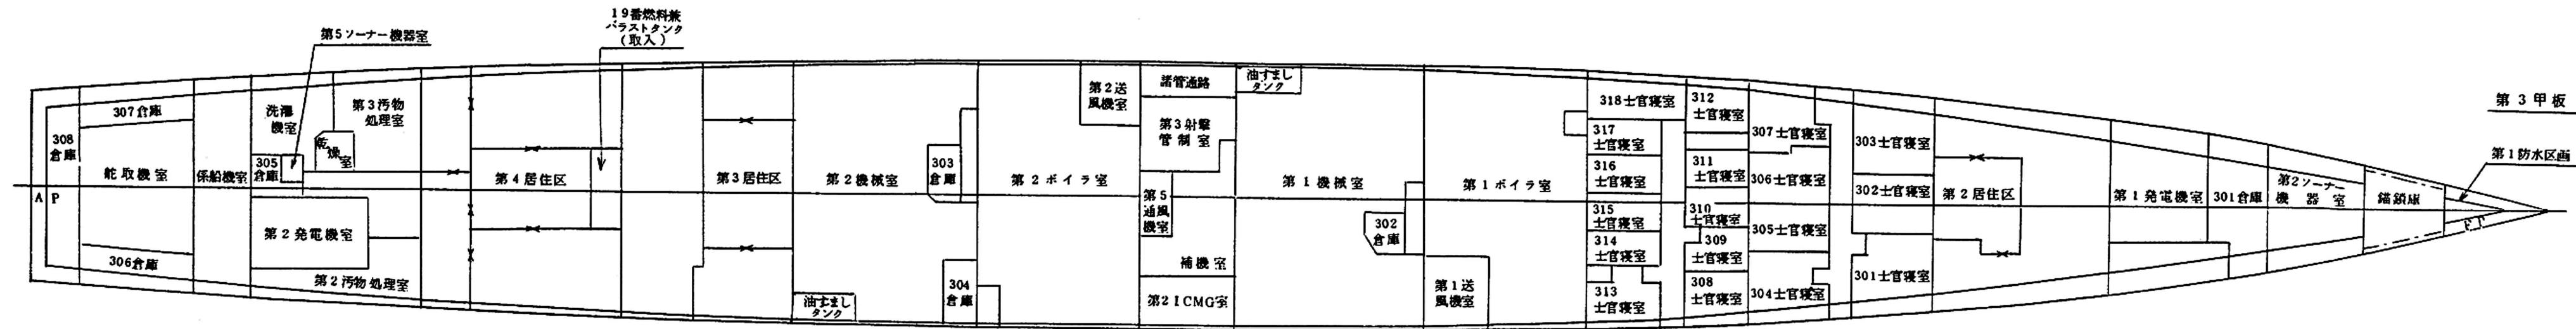 第5ソーナー機器室
19番燃料兼
バラストタンク
(取入)
第3甲板
第1防水区画
308
倉庫
307倉庫
舵取機室
306倉庫
A P
係船機室
洗濯
機室
305
倉庫
乾
燥室
第3汚物
処理室
第2発電機室
第2汚物処理室
第4居住区
第3居住区
第2機械室
油すまし
タンク
303
倉庫
304
倉庫
第2ボイラ室
第2送
風機室
諸管通路
第3射撃
管制室
第5
通風
機室
補機室
第2ICMG室
油すまし
タンク
第1機械室
302
倉庫
第1ボイラ室
第1送
風機室
318士官寝室
317
士官寝室
316
士官寝室
315
士官寝室
314
士官寝室
313
士官寝室
312
士官寝室
311
士官寝室
310
士官寝室
309
士官寝室
308
士官寝室
307士官寝室
306士官寝室
305士官寝室
304士官寝室
303士官寝室
302士官寝室
301士官寝室
第2居住区
第1発電機室
301倉庫
第2ソーナー
機器室
錨鎖庫
F.P